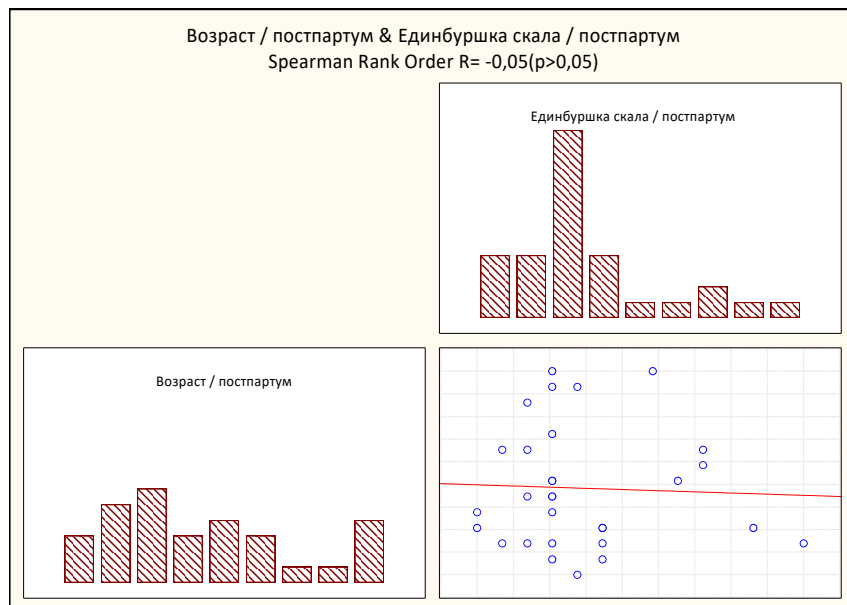 Возраст / постпартум & Единбуршка скала / постпартум
Spearman Rank Order R= -0,05(p>0,05)
Единбуршка скала / постпартум
Возраст / постпартум